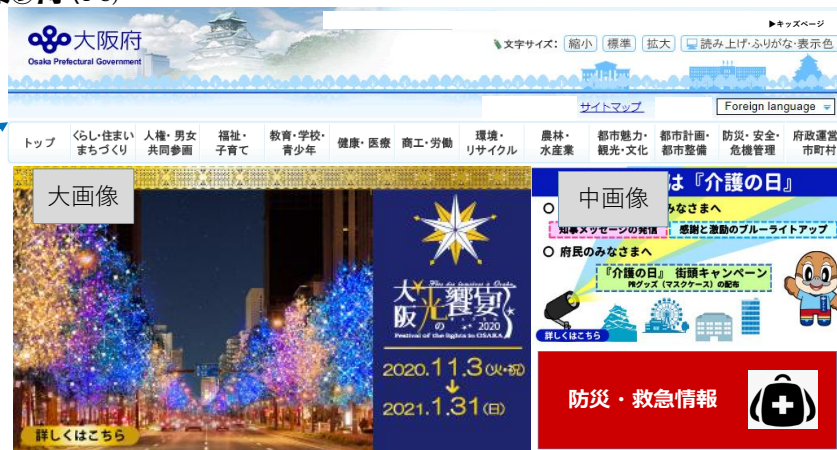 ▶キッズページ
大阪府
Osaka Prefectural Government
文字サイズ： 縮小 標準 拡大 読み上げ・ふりがな・表示色
サイトマップ
Foreign language
トップ
くらし・住まい
まちづくり
人権・男女
共同参画
福祉・
子育て
教育・学校・
青少年
健康・医療
商工・労働
環境・
リサイクル
農林・
水産業
都市魅力・
観光・文化
都市計画・
都市整備
防災・安全・
危機管理
府政運営
市町村
大画像
大阪の光饗宴
Festival of the lights in OSAKA
2020
2020.11.3(火・祝)
2021.1.31(日)
詳しくはこちら
中画像
は『介護の日』
みなさまへ
知事メッセージの発信
感謝と激励のブルーライトアップ
府民のみなさまへ
『介護の日』 街頭キャンペーン
PRグッズ（マスクケース）の配布
詳しくはこちら
防災・救急情報